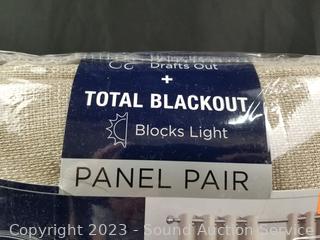 Drafts Out
+
TOTAL BLACKOUT
Blocks Light
PANEL PAIR
Copyright 2023 - Sound Auction Service